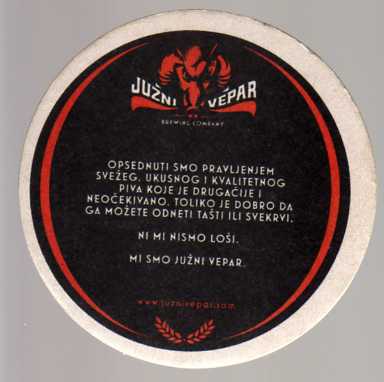 JUŽNI VEPAR
BREWING COMPANY
OPSEDNUTI SMO PRAVLJENJEM
SVEŽEG, UKUSNOG I KVALITETNOG
PIVA KOJE JE DRUGAČIJE I
NEOČEKIVANO. TOLIKO JE DOBRO DA
GA MOŽETE ODNETI TAŠTI ILI SVEKRVI.
NI MI NISMO LOŠI.
MI SMO JUŽNI VEPAR.
www.juznivepar.com